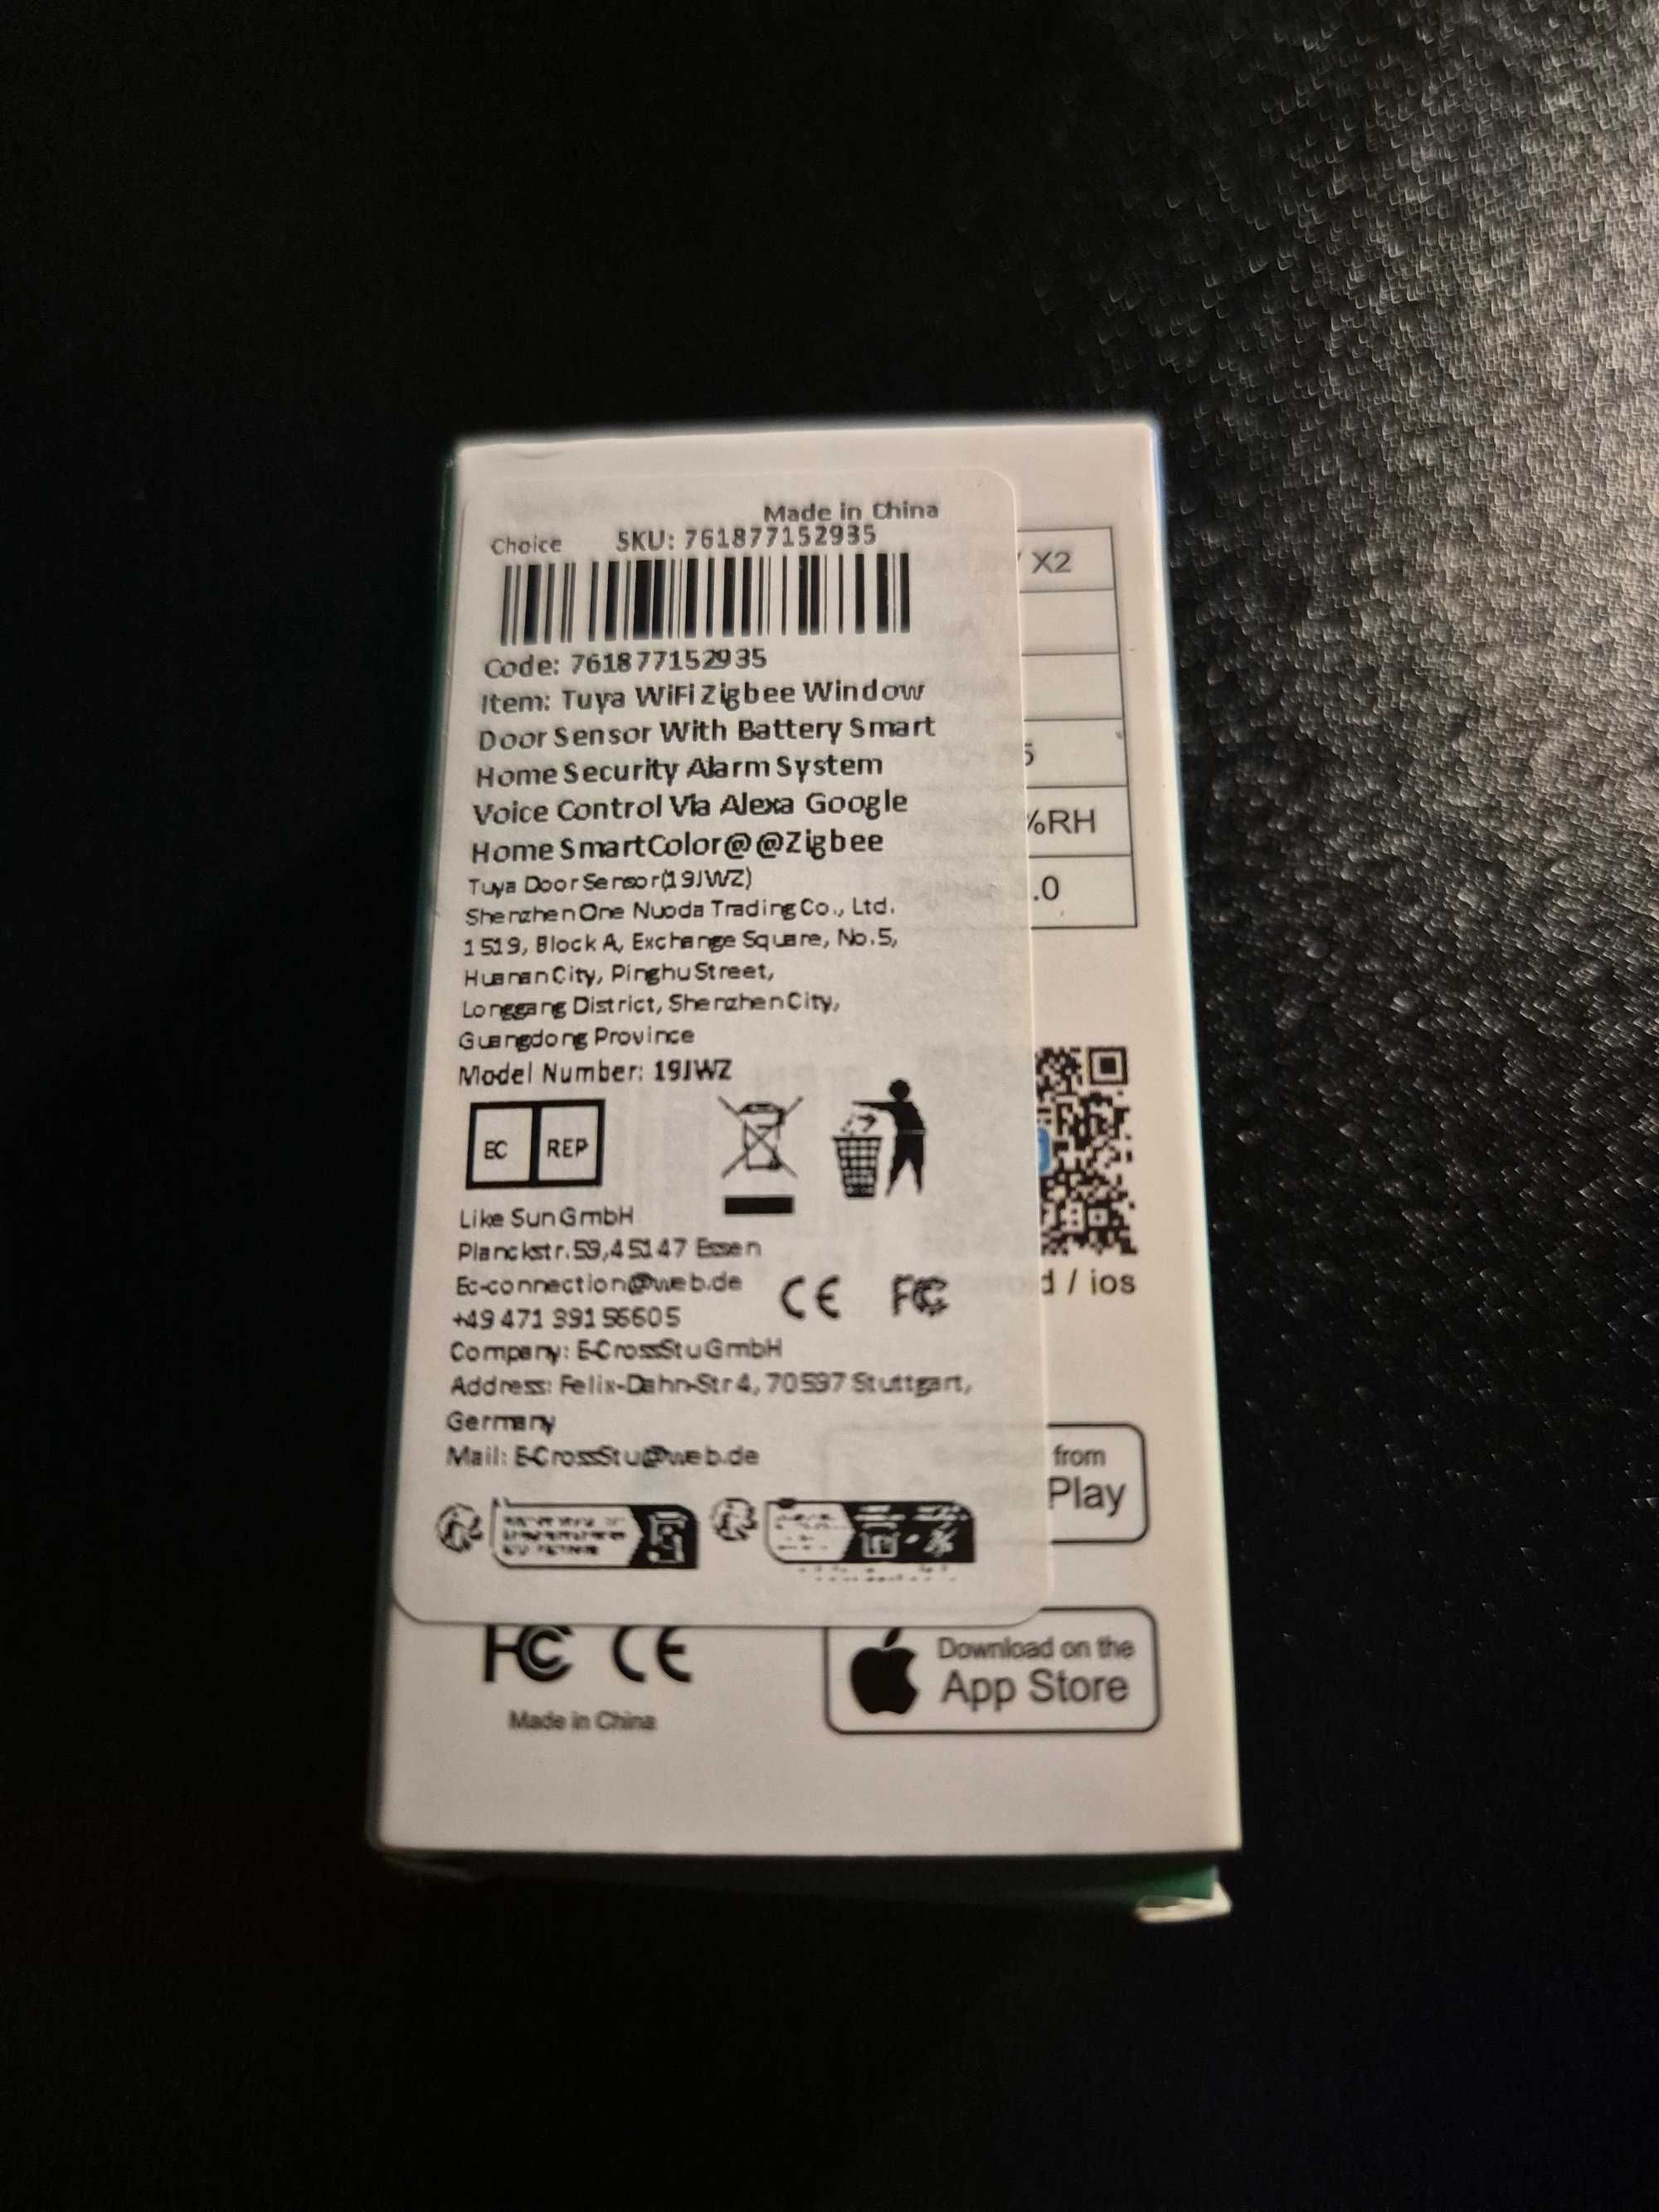 Made in China
Choice SKU: 761877152935
Code: 761877152935
Item: Tuya WiFi Zigbee Window
Door Sensor With Battery Smart
Home Security Alarm System
Voice Control Via Alexa Google
Home SmartColor@@Zigbee
Tuya Door Sensor(19JWZ)
Shenzhen One Nuoda Trading Co., Ltd.
1519, Block A, Exchange Square, No.5,
Huanan City, Pinghu Street,
Longgang District, Shenzhen City,
Guangdong Province
Model Number: 19JWZ
EC REP
Like Sun GmbH
Planckstr.59,45147 Essen
Ec-connection@web.de
+49 471 391 56605
CE FC
Company: E-CrossStu GmbH
Address: Felix-Dahn-Str 4, 70597 Stuttgart,
Germany
Mail: E-CrossStu@web.de
X2
5
%RH
.0
d / ios
from
Play
FC CE
Made in China
Download on the
App Store